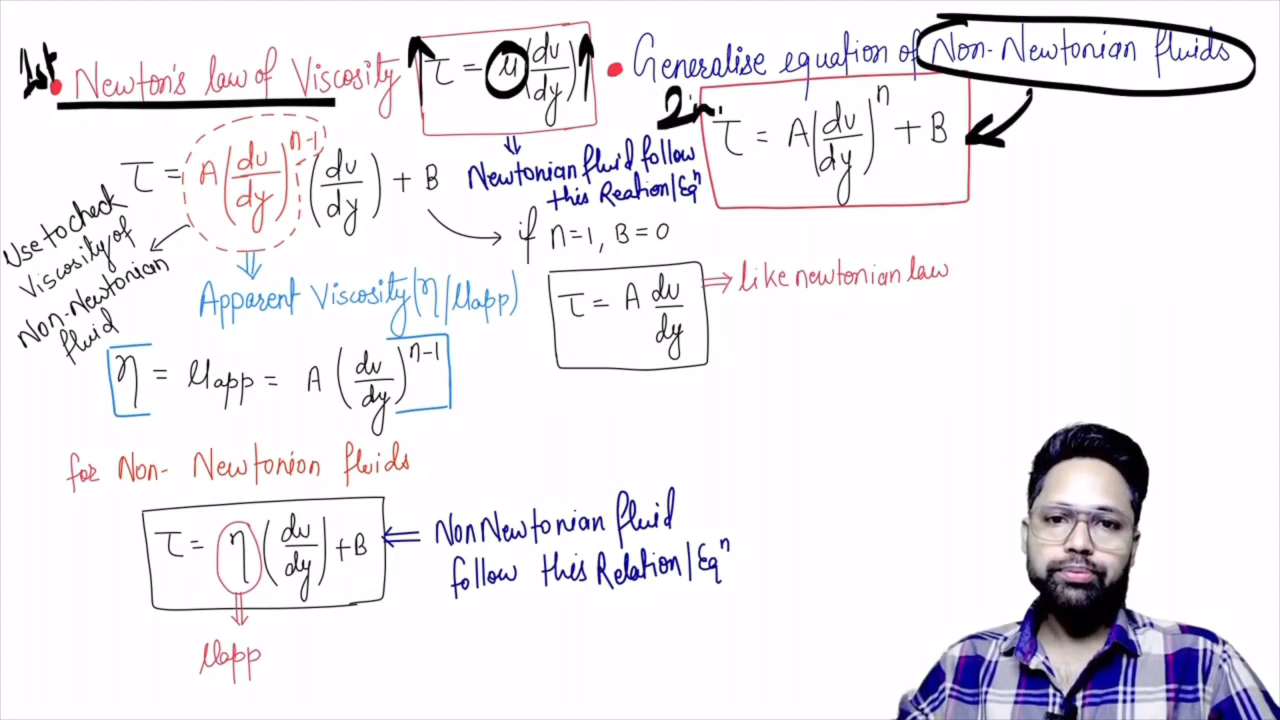 1st. Newton's law of Viscosity
τ = μ(du/dy)
Generalise equation of Non-Newtonian fluids
τ = A(du/dy)^n + B
τ = A(du/dy)^n-1 (du/dy) + B
Newtonian fluid follow
this Reation/Eqⁿ
if n=1, B=0
τ = A du/dy
like newtonian law
Use to check
Viscosity of
Non-Newtonian
fluid
Apparent Viscosity(η/μapp)
η = μapp = A (du/dy)^n-1
for Non-Newtonion fluids
τ = η (du/dy) + B
Non Newtonian fluid
follow this Relation/Eqⁿ
μapp